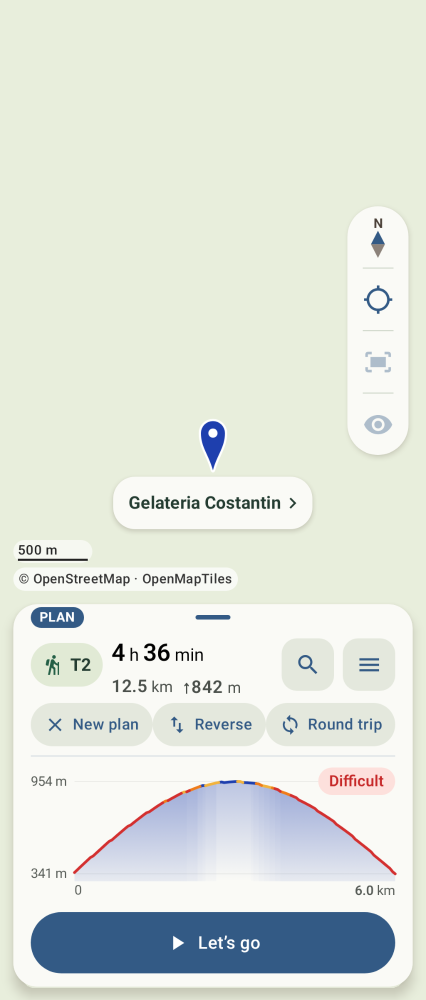 N
Gelateria Costantin
500 m
© OpenStreetMap · OpenMapTiles
PLAN
T2
4 h 36 min
12.5 km ↑842 m
New plan
Reverse
Round trip
954 m
Difficult
341 m
0
6.0 km
Let’s go